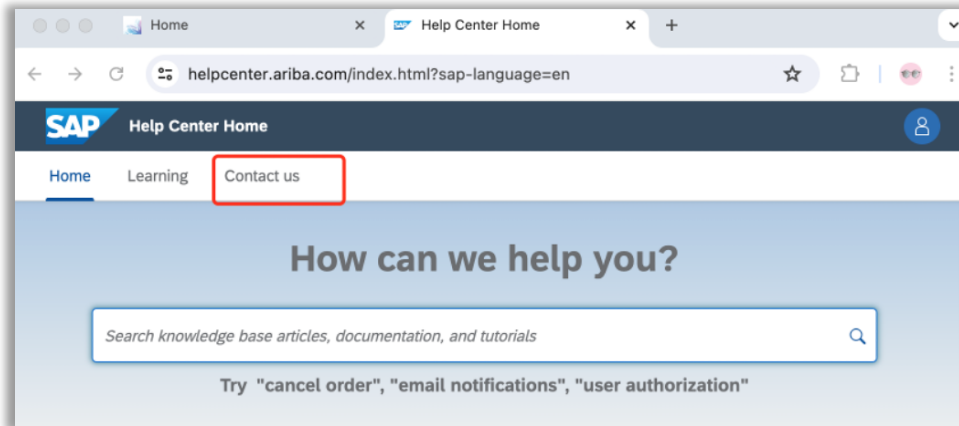 Home
Help Center Home
helpcenter.ariba.com/index.html?sap-language=en
SAP Help Center Home
Home Learning Contact us
How can we help you?
Search knowledge base articles, documentation, and tutorials
Try "cancel order", "email notifications", "user authorization"